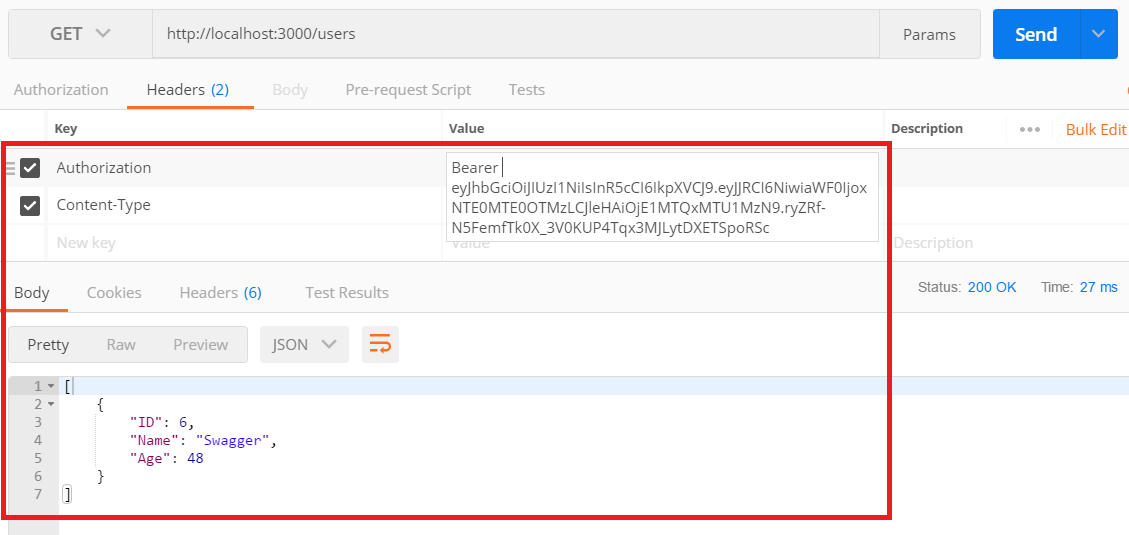 GET http://localhost:3000/users Params Send
Authorization Headers (2) Body Pre-request Script Tests
Key Value Description ••• Bulk Edit
Authorization Bearer
eyJhbGciOiJIUzI1NiIsInR5cCI6IkpXVCJ9.eyJJRCI6NiwiaWF0Ijox
NTE0MTE0OTMzLCJleHAiOjE1MTQxMTU1MzN9.ryZRf-
N5FemfTk0X_3V0KUP4Tqx3MJLytDXETSpoRSc
Content-Type
New key Value Description
Body Cookies Headers (6) Test Results Status: 200 OK Time: 27 ms
Pretty Raw Preview JSON
1 [
2 {
3 "ID": 6,
4 "Name": "Swagger",
5 "Age": 48
6 }
7 ]